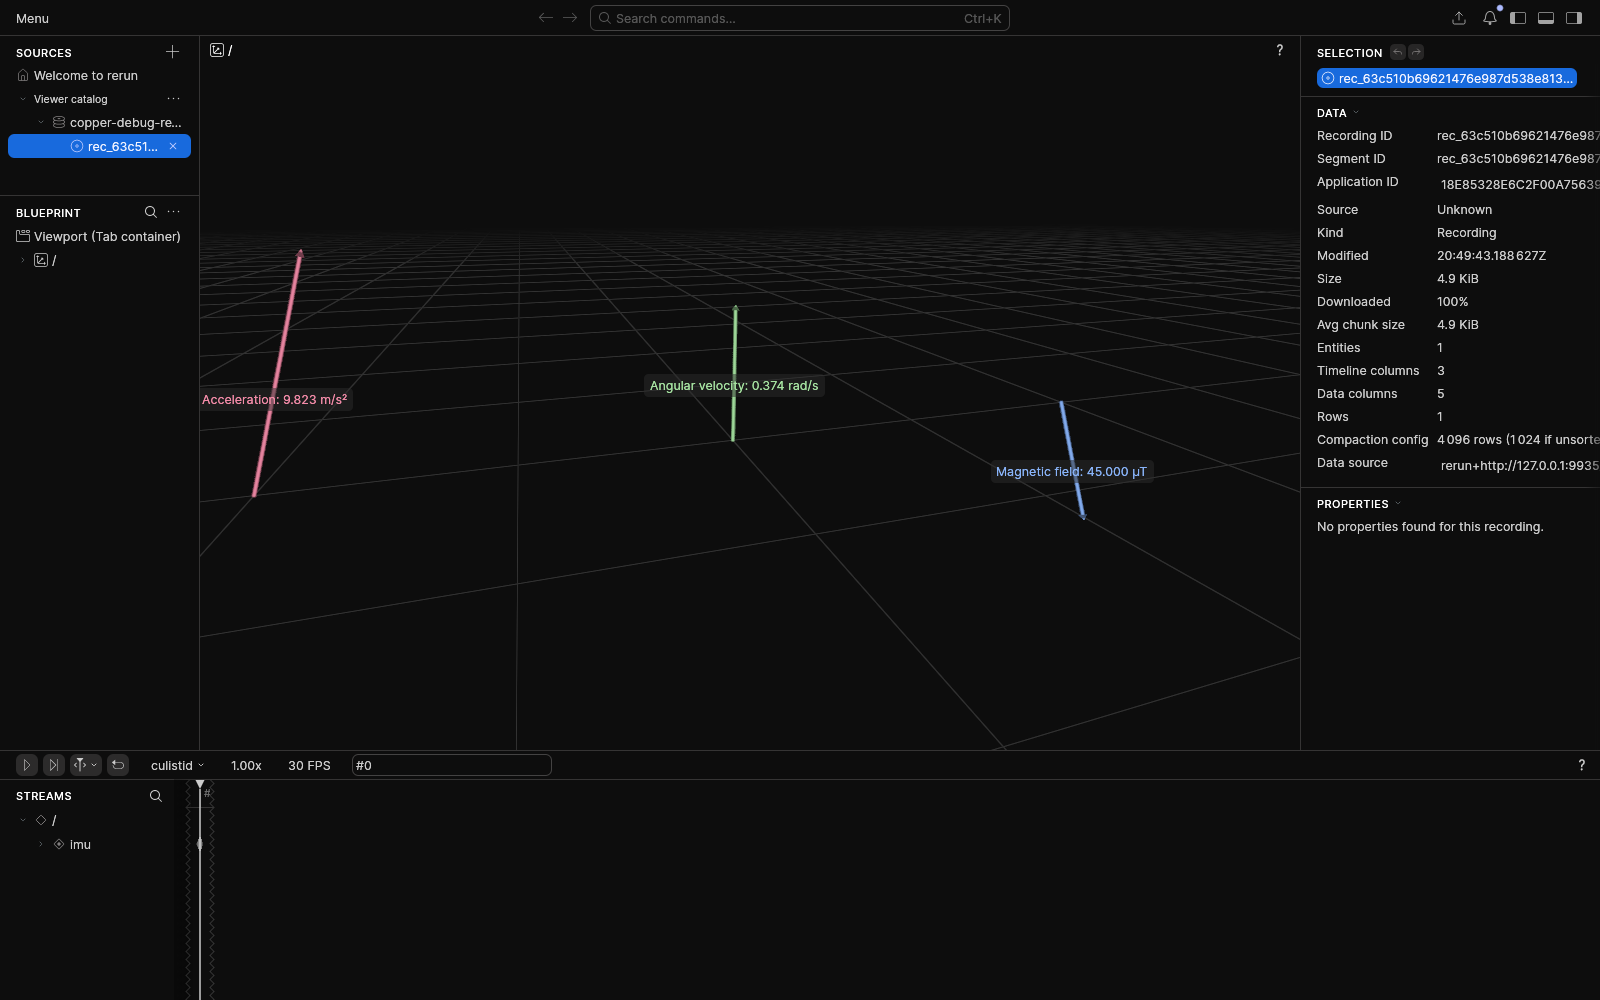 Menu
Search commands...
Ctrl+K
SOURCES
Welcome to rerun
Viewer catalog
copper-debug-re...
rec_63c51...
BLUEPRINT
Viewport (Tab container)
/
/
?
Acceleration: 9.823 m/s²
Angular velocity: 0.374 rad/s
Magnetic field: 45.000 µT
SELECTION
rec_63c510b69621476e987d538e813...
DATA
Recording ID rec_63c510b69621476e987
Segment ID rec_63c510b69621476e987
Application ID 18E85328E6C2F00A75639
Source Unknown
Kind Recording
Modified 20:49:43.188627Z
Size 4.9 KiB
Downloaded 100%
Avg chunk size 4.9 KiB
Entities 1
Timeline columns 3
Data columns 5
Rows 1
Compaction config 4 096 rows (1 024 if unsorte
Data source rerun+http://127.0.0.1:9935
PROPERTIES
No properties found for this recording.
culistid 1.00x 30 FPS #0 ?
STREAMS
#
/
imu